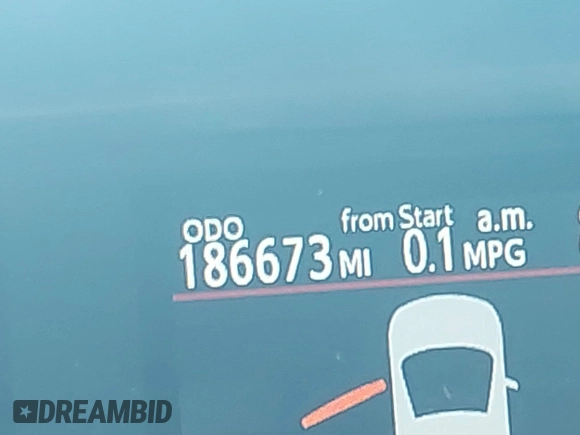 ODO from Start a.m.
186673 MI 0.1 MPG
DREAMBID